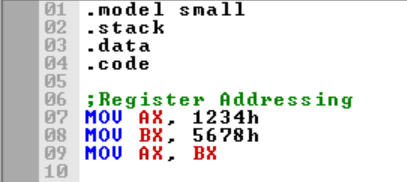 01 .model small
02 .stack
03 .data
04 .code
05
06 ;Register Addressing
07 MOV AX, 1234h
08 MOV BX, 5678h
09 MOV AX, BX
10